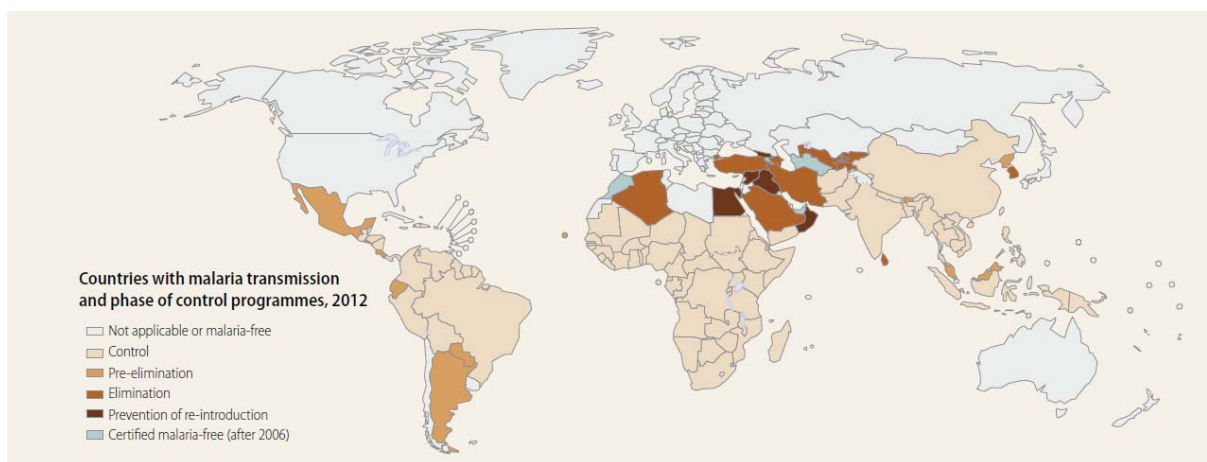 Countries with malaria transmission
and phase of control programmes, 2012
Not applicable or malaria-free
Control
Pre-elimination
Elimination
Prevention of re-introduction
Certified malaria-free (after 2006)